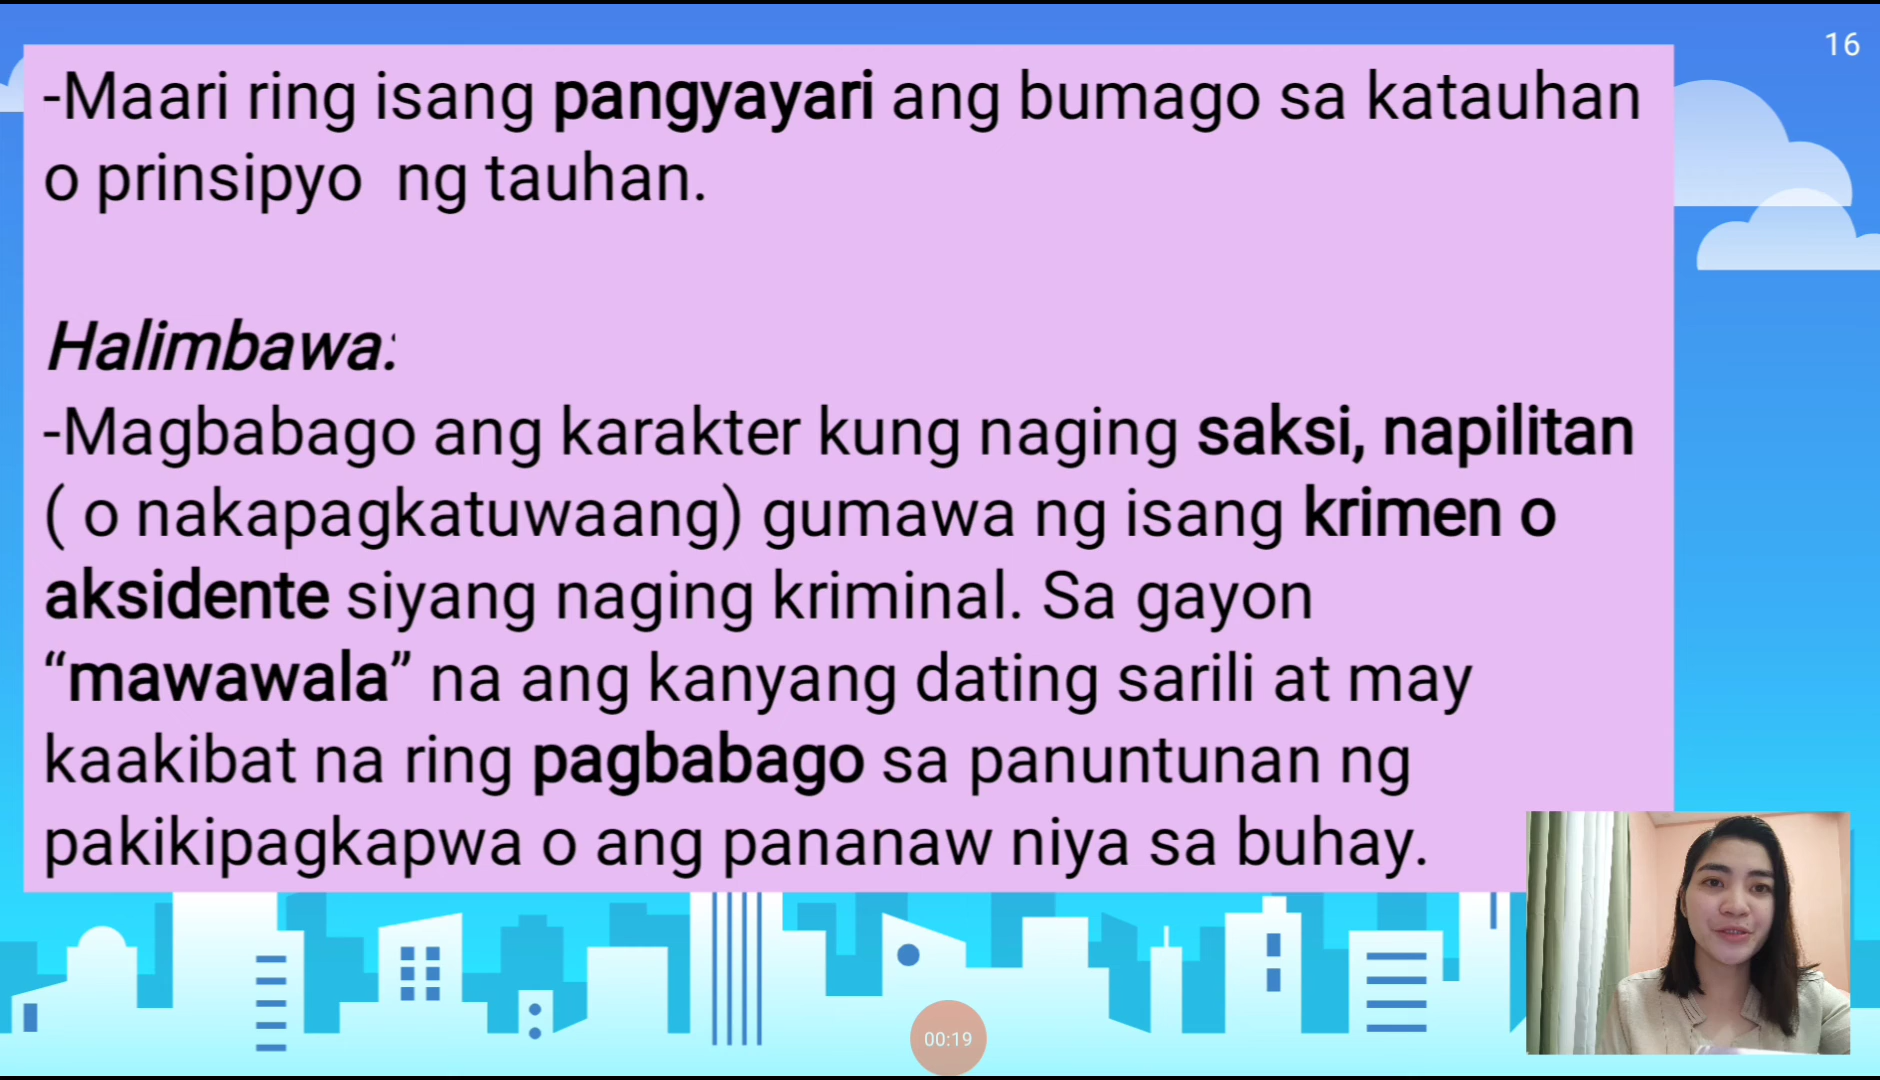 16
-Maari ring isang pangyayari ang bumago sa katauhan
o prinsipyo ng tauhan.
Halimbawa:
-Magbabago ang karakter kung naging saksi, napilitan
( o nakapagkatuwaang) gumawa ng isang krimen o
aksidente siyang naging kriminal. Sa gayon
“mawawala” na ang kanyang dating sarili at may
kaakibat na ring pagbabago sa panuntunan ng
pakikipagkapwa o ang pananaw niya sa buhay.
00:19